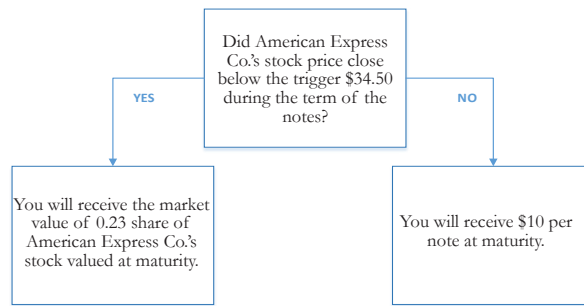 Did American Express
Co.'s stock price close
below the trigger $34.50
during the term of the
notes?
YES
NO
You will receive the market
value of 0.23 share of
American Express Co.'s
stock valued at maturity.
You will receive $10 per
note at maturity.